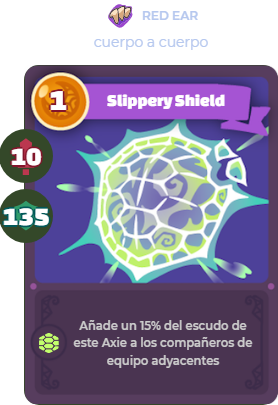 RED EAR
cuerpo a cuerpo
1
Slippery Shield
10
135
Añade un 15% del escudo de
este Axie a los compañeros de
equipo adyacentes